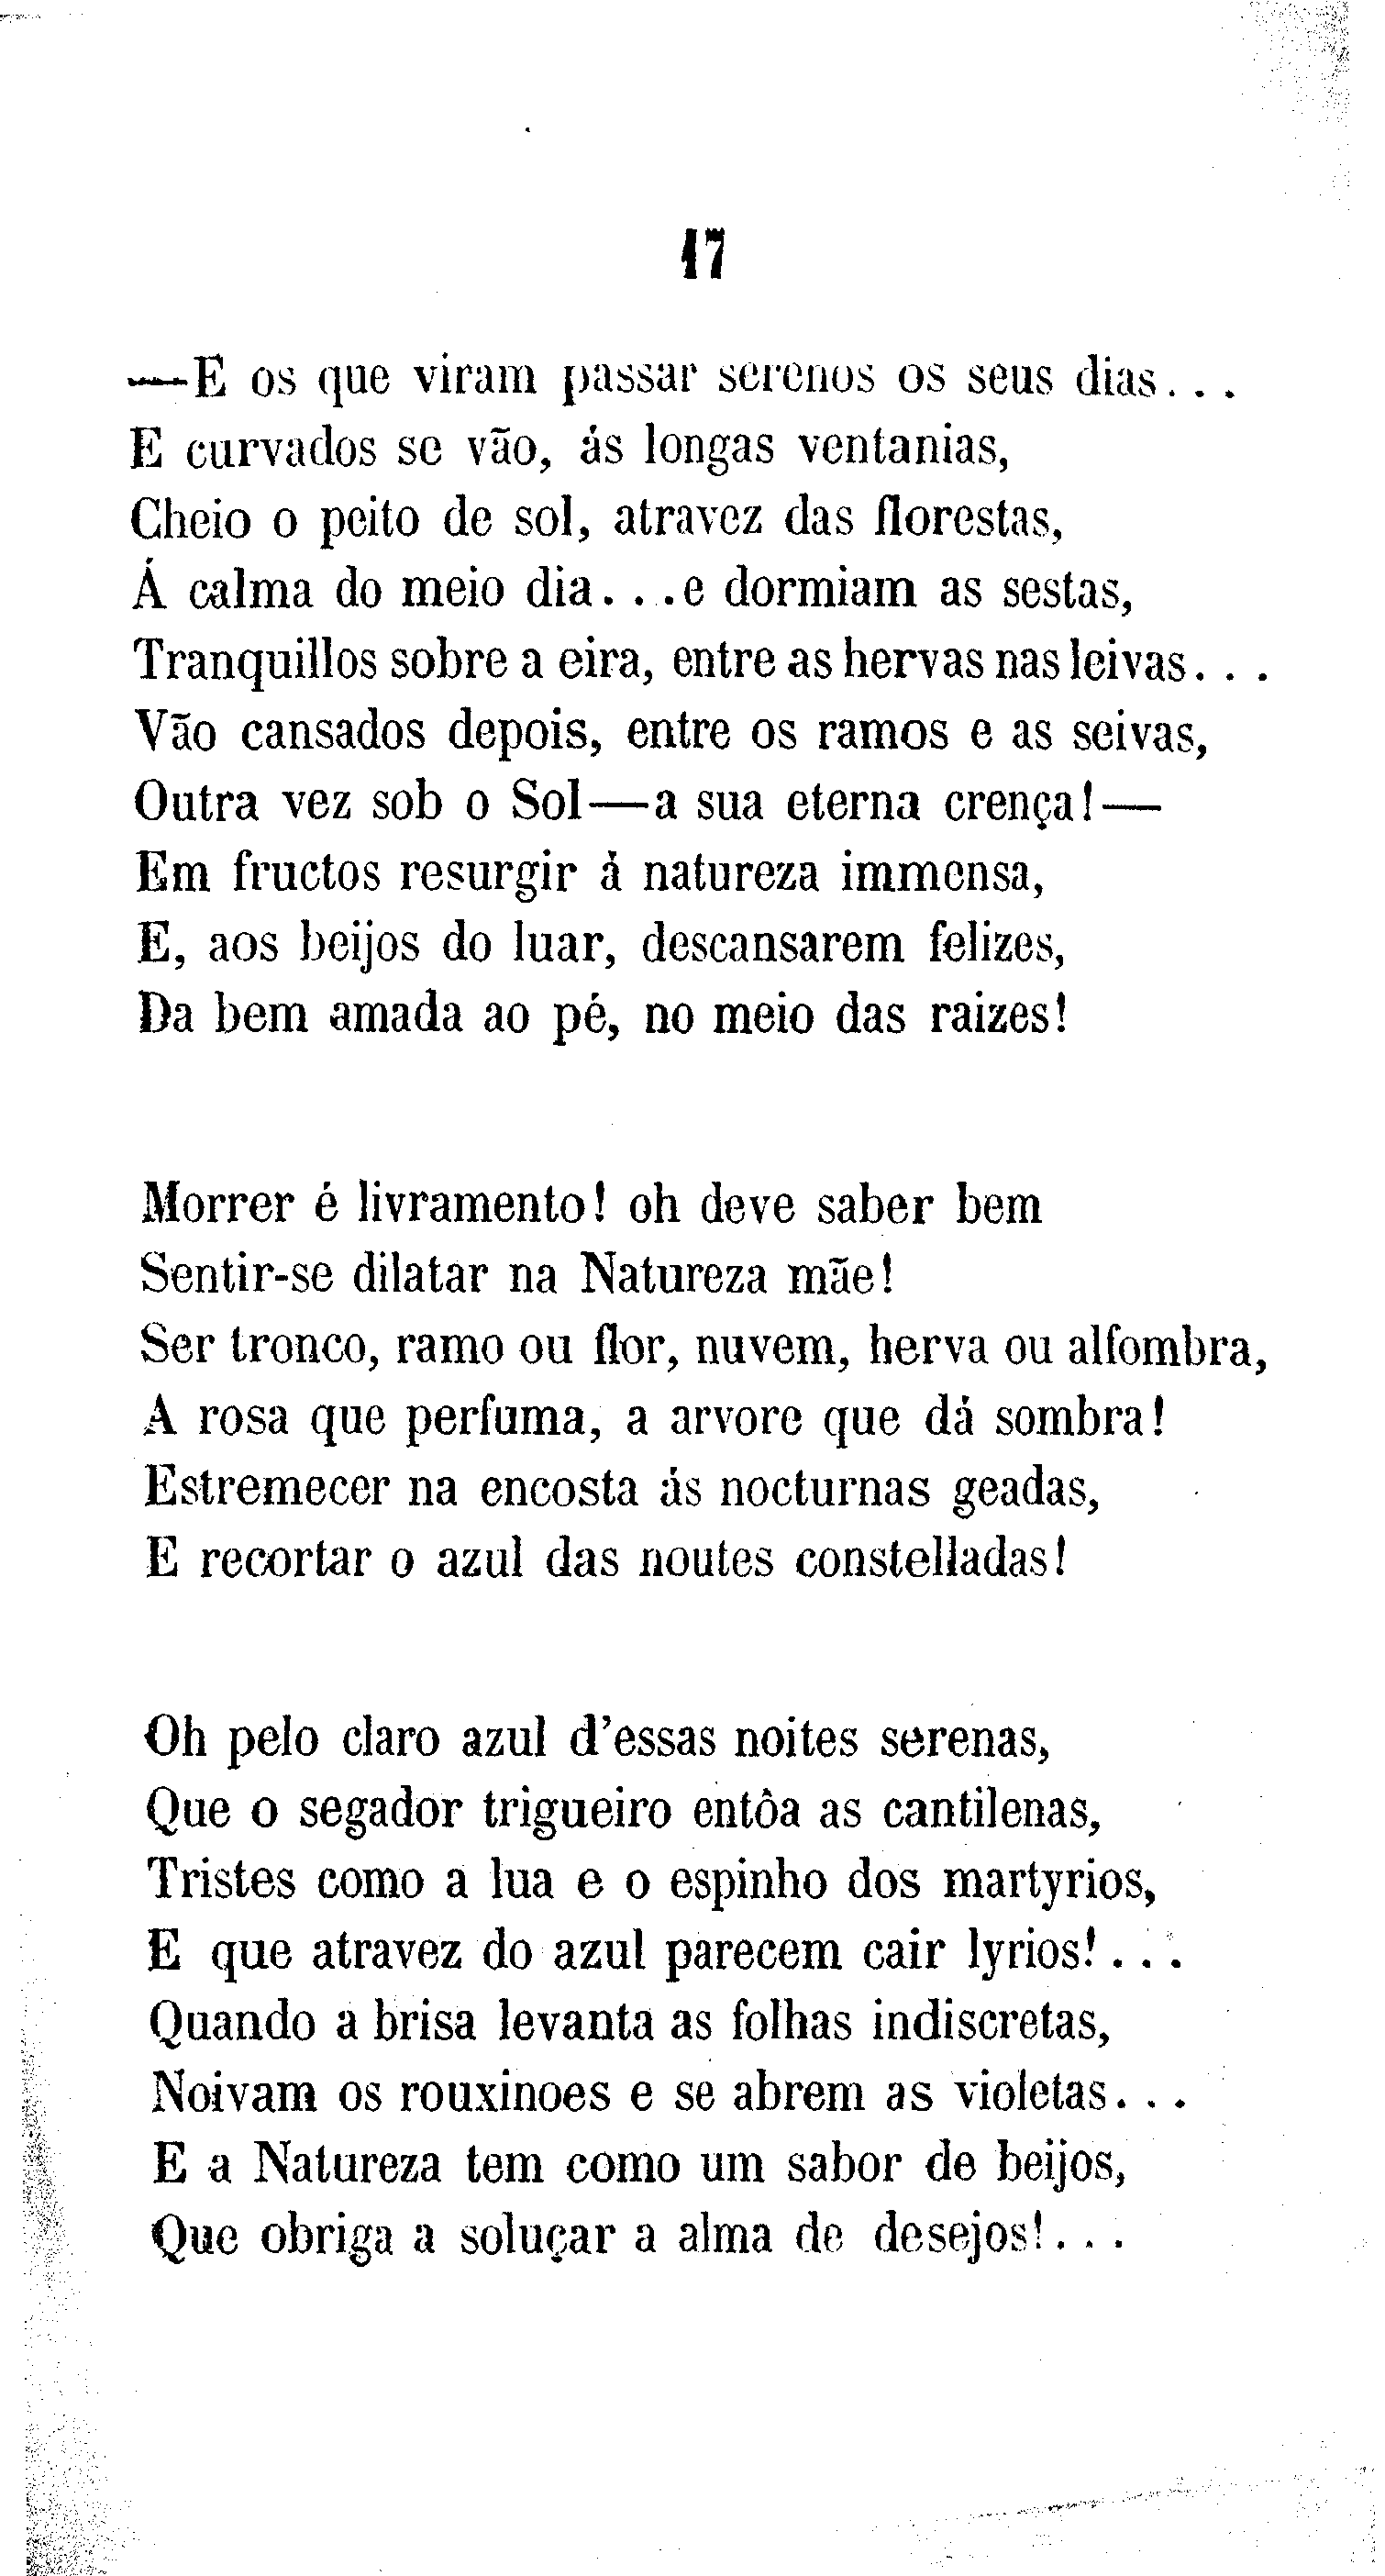 17
—E os que viram passar serenos os seus dias...
E curvados se vão, ás longas ventanias,
Cheio o peito de sol, atravez das florestas,
Á calma do meio dia...e dormiam as sestas,
Tranquillos sobre a eira, entre as hervas nas leivas...
Vão cansados depois, entre os ramos e as seivas,
Outra vez sob o Sol—a sua eterna crença!—
Em fructos resurgir á natureza immensa,
E, aos beijos do luar, descansarem felizes,
Da bem amada ao pé, no meio das raizes!
Morrer é livramento! oh deve saber bem
Sentir-se dilatar na Natureza mãe!
Ser tronco, ramo ou flor, nuvem, herva ou alfombra,
A rosa que perfuma, a arvore que dá sombra!
Estremecer na encosta ás nocturnas geadas,
E recortar o azul das noutes constelladas!
Oh pelo claro azul d'essas noites serenas,
Que o segador trigueiro entôa as cantilenas,
Tristes como a lua e o espinho dos martyrios,
E que atravez do azul parecem cair lyrios!...
Quando a brisa levanta as folhas indiscretas,
Noivam os rouxinoes e se abrem as violetas...
E a Natureza tem como um sabor de beijos,
Que obriga a soluçar a alma de desejos!...